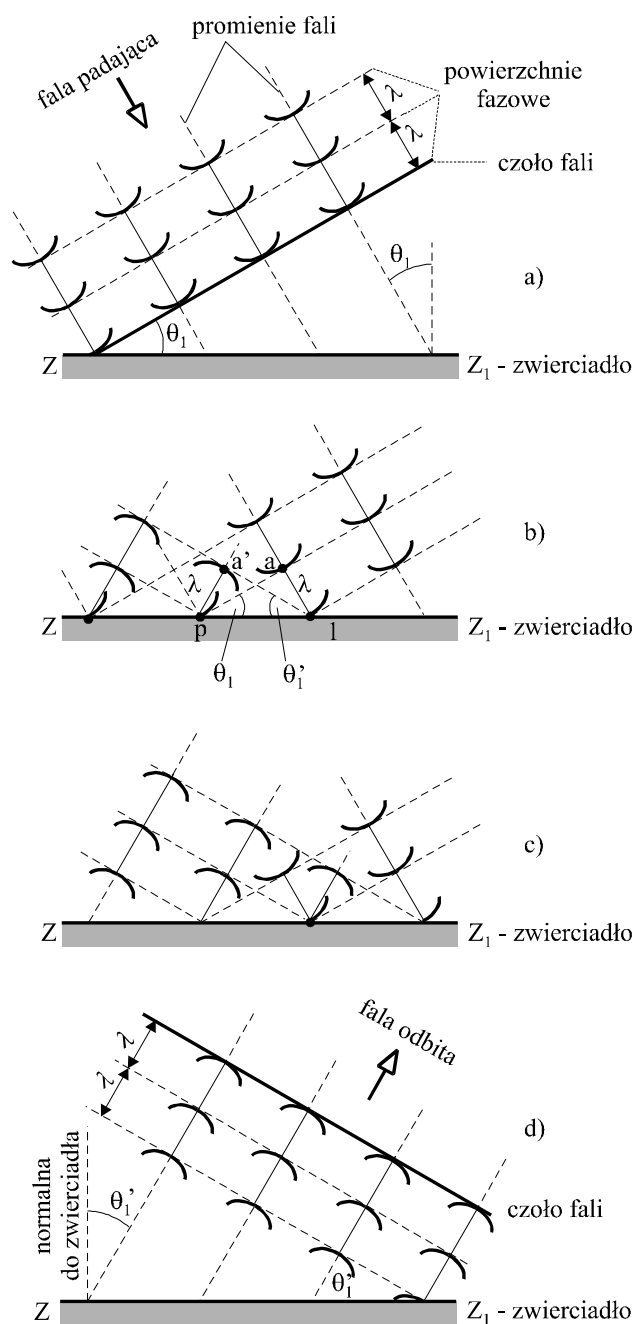 promienie fali
fala padająca
powierzchnie
fazowe
λ
λ
czoło fali
θ₁
a)
θ₁
Z
Z₁ - zwierciadło
b)
a’
a
λ
λ
Z
p
1
Z₁ - zwierciadło
θ₁
θ₁’
c)
Z
Z₁ - zwierciadło
fala odbita
λ
λ
d)
normalna
do zwierciadła
θ₁’
czoło fali
θ₁’
Z
Z₁ - zwierciadło